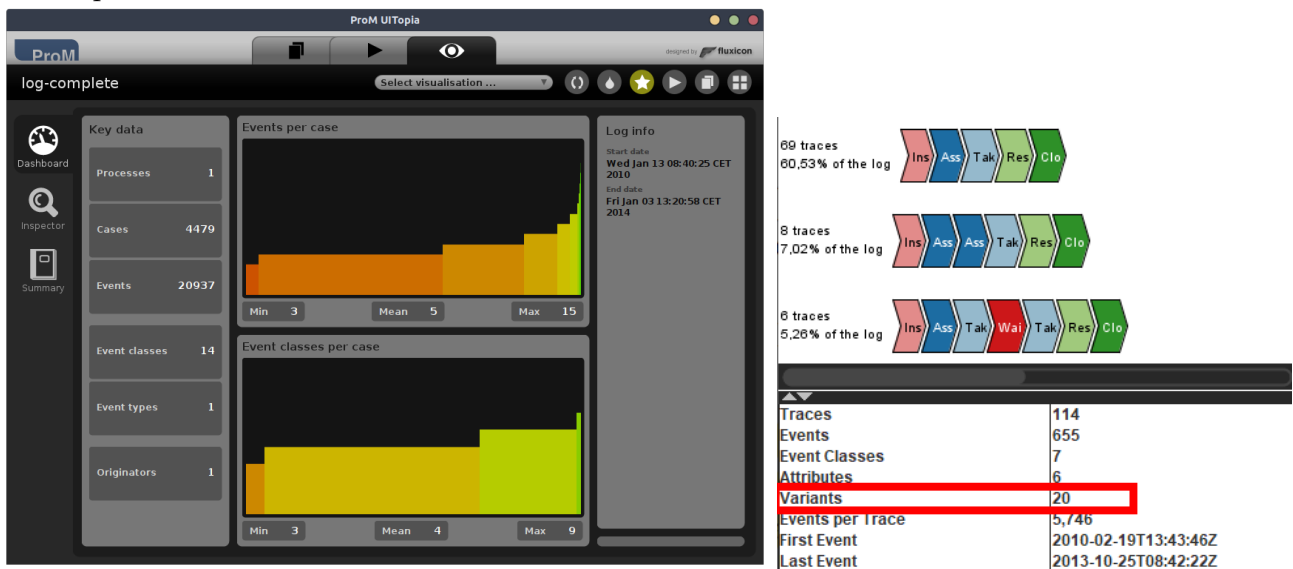 ProM UITopia
ProM
designed by fluxicon
log-complete
Select visualisation ...
Dashboard
Inspector
Summary
Key data
Processes 1
Cases 4479
Events 20937
Event classes 14
Event types 1
Originators 1
Events per case
Min 3 Mean 5 Max 15
Event classes per case
Min 3 Mean 4 Max 9
Log info
Start date
Wed Jan 13 08:40:25 CET
2010
End date
Fri Jan 03 13:20:58 CET
2014
69 traces
60,53% of the log
Ins Ass Tak Res Clo
8 traces
7,02% of the log
Ins Ass Ass Tak Res Clo
6 traces
5,26% of the log
Ins Ass Tak Wai Tak Res Clo
Traces 114
Events 655
Event Classes 7
Attributes 6
Variants 20
Events per Trace 5,746
First Event 2010-02-19T13:43:46Z
Last Event 2013-10-25T08:42:22Z